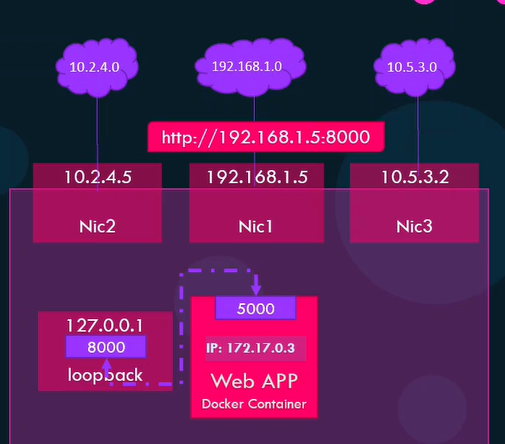 10.2.4.0
192.168.1.0
10.5.3.0
http://192.168.1.5:8000
10.2.4.5
Nic2
192.168.1.5
Nic1
10.5.3.2
Nic3
127.0.0.1
8000
loopback
5000
IP: 172.17.0.3
Web APP
Docker Container